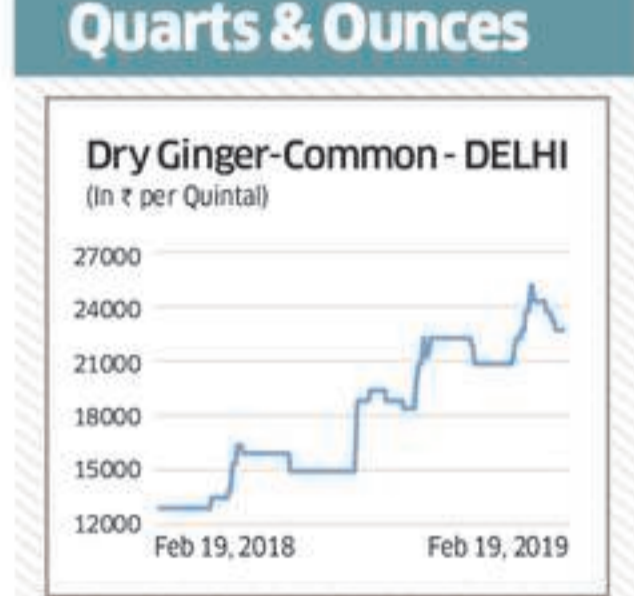 Quarts & Ounces
Dry Ginger-Common - DELHI
(In ₹ per Quintal)
27000
24000
21000
18000
15000
12000
Feb 19, 2018 Feb 19, 2019